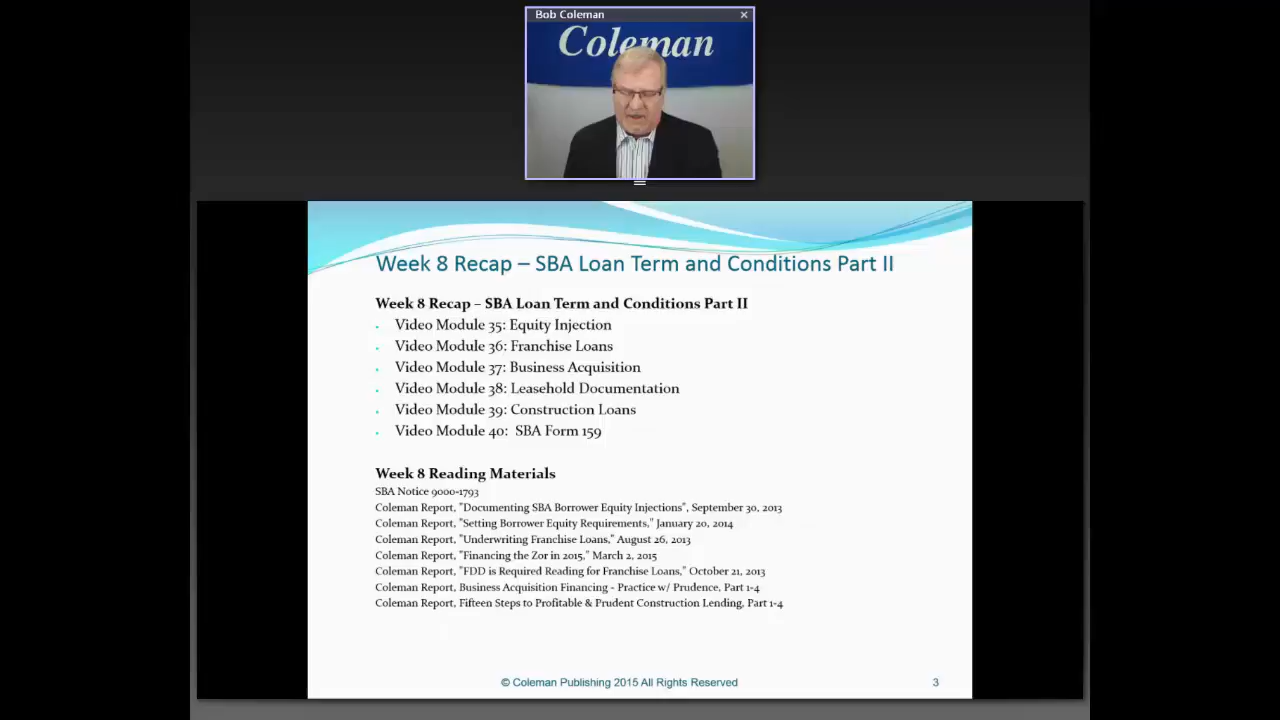 Bob Coleman
Coleman
Week 8 Recap – SBA Loan Term and Conditions Part II
Week 8 Recap – SBA Loan Term and Conditions Part II
Video Module 35: Equity Injection
Video Module 36: Franchise Loans
Video Module 37: Business Acquisition
Video Module 38: Leasehold Documentation
Video Module 39: Construction Loans
Video Module 40: SBA Form 159
Week 8 Reading Materials
SBA Notice 9000-1793
Coleman Report, "Documenting SBA Borrower Equity Injections", September 30, 2013
Coleman Report, "Setting Borrower Equity Requirements," January 20, 2014
Coleman Report, "Underwriting Franchise Loans," August 26, 2013
Coleman Report, "Financing the Zor in 2015," March 2, 2015
Coleman Report, "FDD is Required Reading for Franchise Loans," October 21, 2013
Coleman Report, Business Acquisition Financing - Practice w/ Prudence, Part 1-4
Coleman Report, Fifteen Steps to Profitable & Prudent Construction Lending, Part 1-4
© Coleman Publishing 2015 All Rights Reserved
3